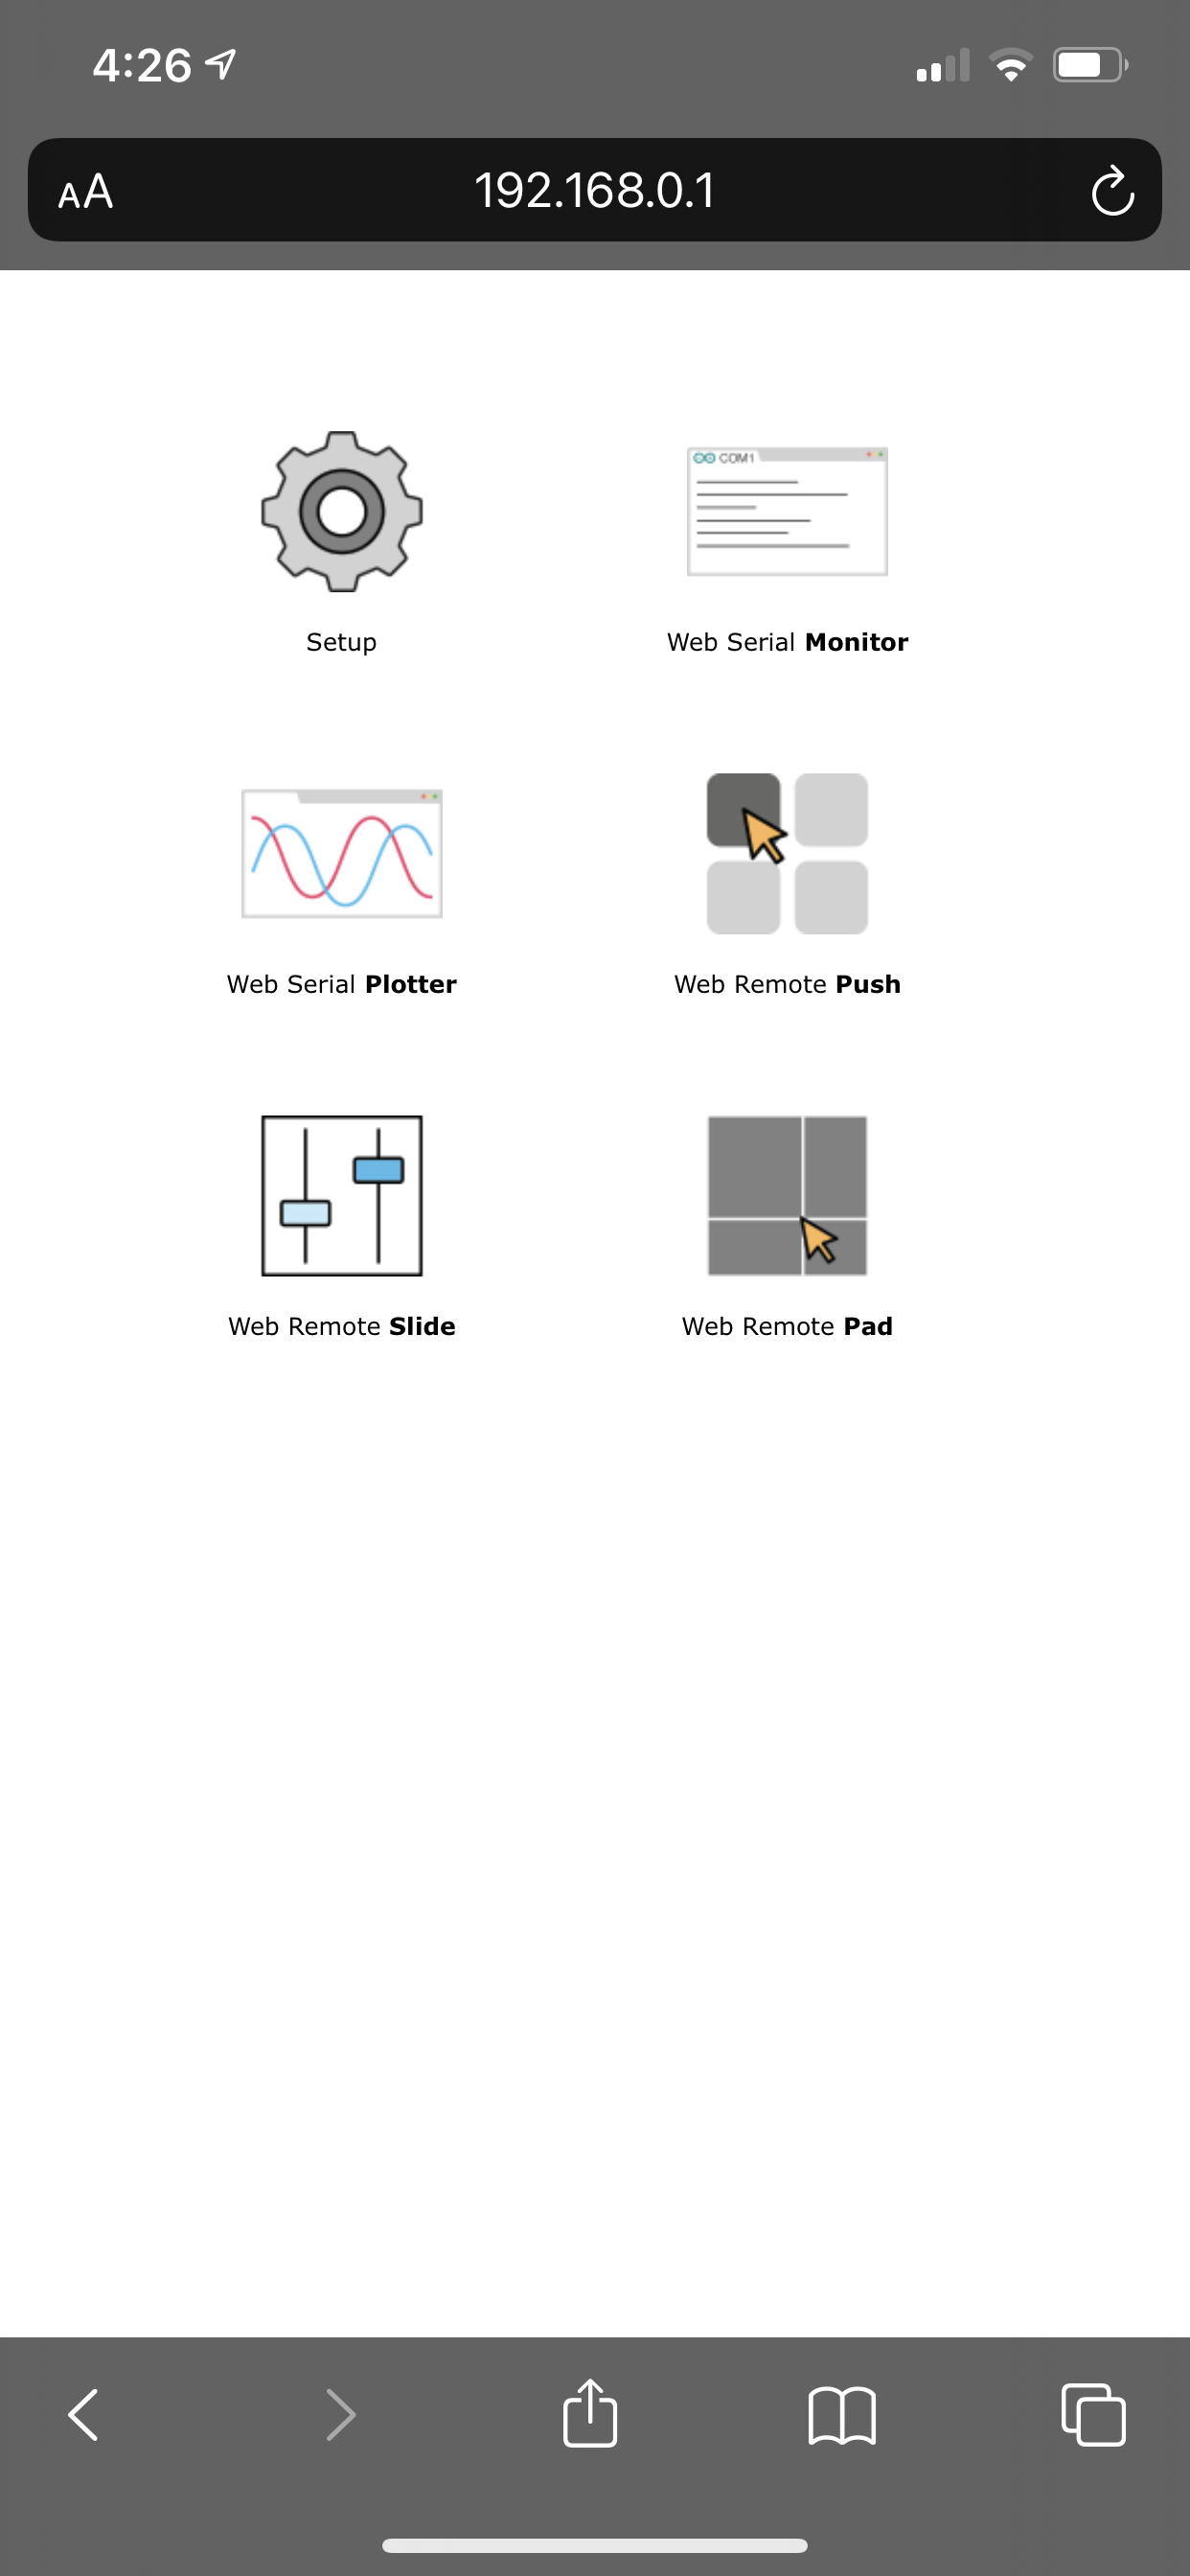 4:26
AA
192.168.0.1
COM1
Setup
Web Serial Monitor
Web Serial Plotter
Web Remote Push
Web Remote Slide
Web Remote Pad